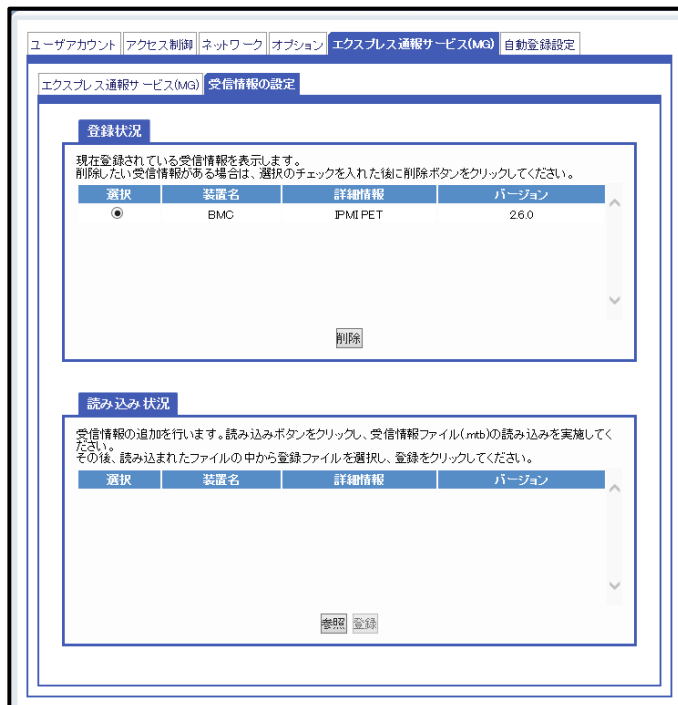 ユーザアカウント アクセス制御 ネットワーク オプション エクスプレス通報サービス(MG) 自動登録設定
エクスプレス通報サービス(MG) 受信情報の設定
登録状況
現在登録されている受信情報を表示します。
削除したい受信情報がある場合は、選択のチェックを入れた後に削除ボタンをクリックしてください。
選択 装置名 詳細情報 バージョン
BMC IPMI PET 2.6.0
削除
読み込み状況
受信情報の追加を行います。読み込みボタンをクリックし、受信情報ファイル(.mtb)の読み込みを実施してく
ださい。
その後、読み込まれたファイルの中から登録ファイルを選択し、登録をクリックしてください。
選択 装置名 詳細情報 バージョン
参照 登録